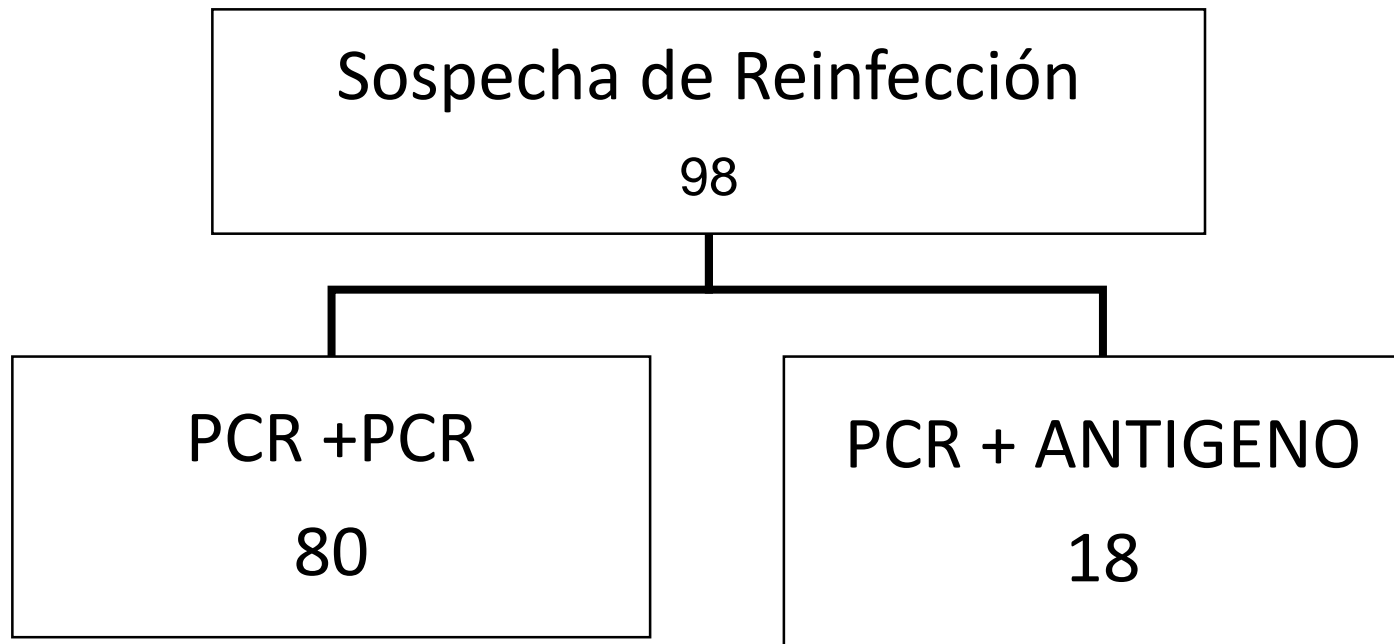 Sospecha de Reinfección
98
PCR +PCR
80
PCR + ANTIGENO
18